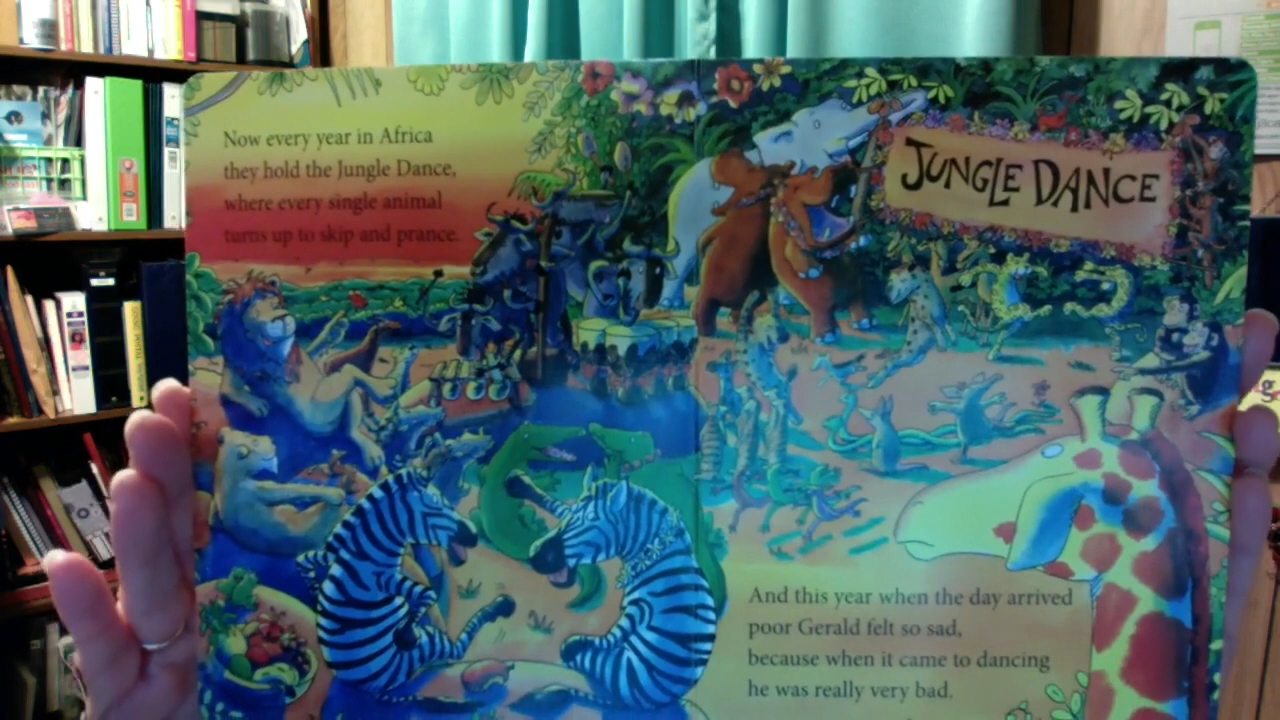 Now every year in Africa
they hold the Jungle Dance,
where every single animal
turns up to skip and prance.
JUNGLE DANCE
And this year when the day arrived
poor Gerald felt so sad,
because when it came to dancing
he was really very bad.